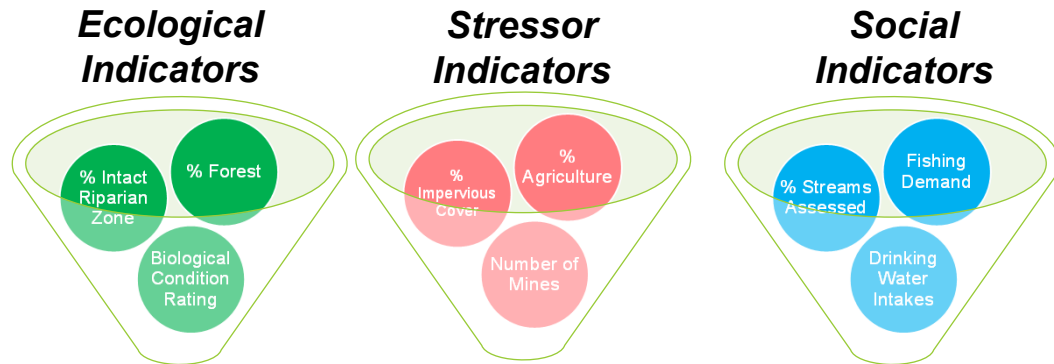 Ecological
Indicators
% Intact
Riparian
Zone
% Forest
Biological
Condition
Rating
Stressor
Indicators
%
Impervious
Cover
%
Agriculture
Number of
Mines
Social
Indicators
% Streams
Assessed
Fishing
Demand
Drinking
Water
Intakes